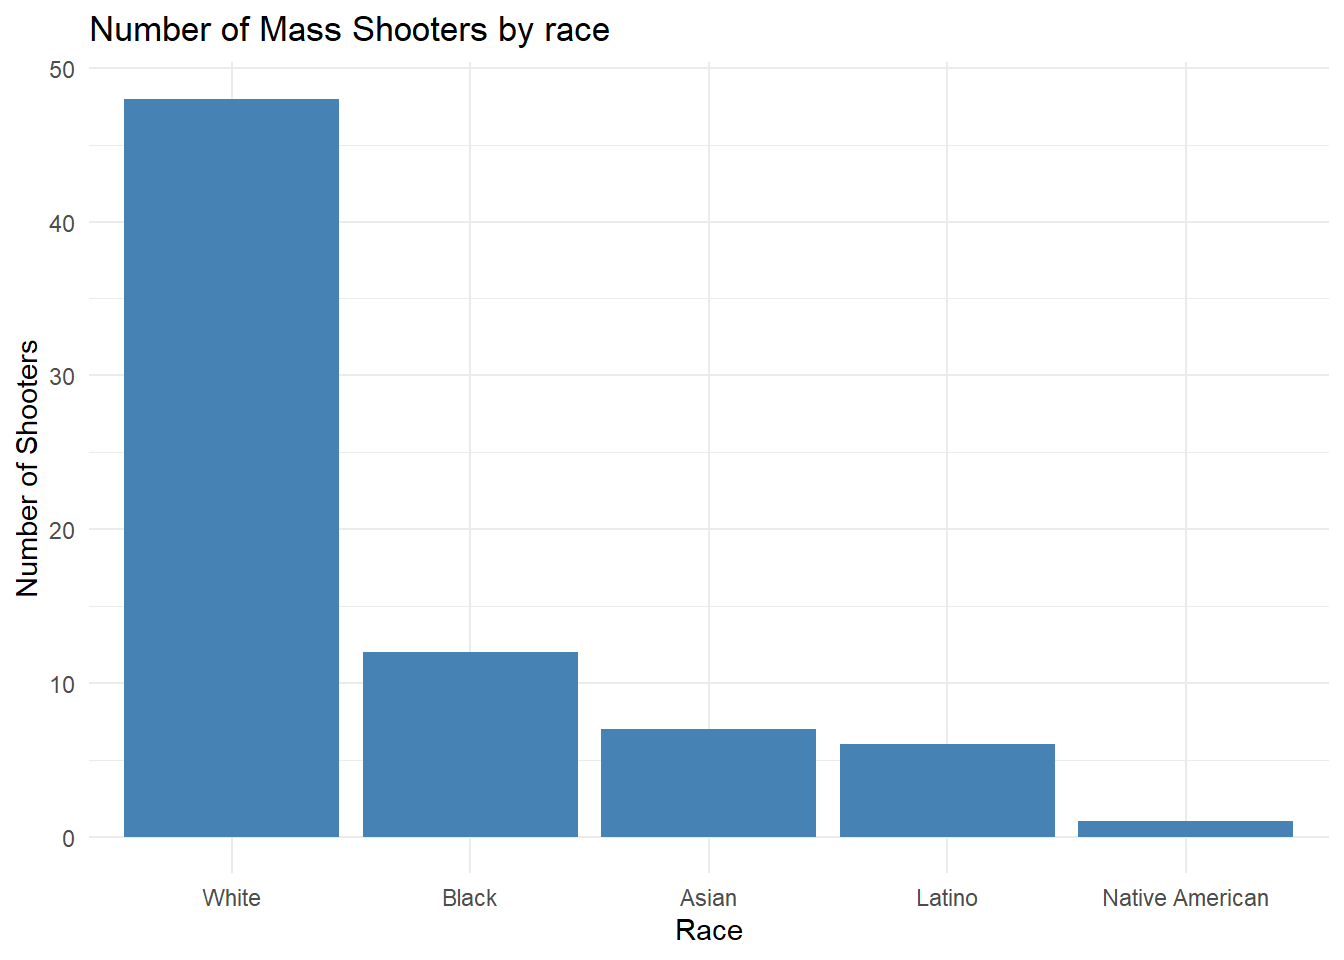 Number of Mass Shooters by race
50
40
30
20
10
0
Number of Shooters
White
Black
Asian
Latino
Native American
Race